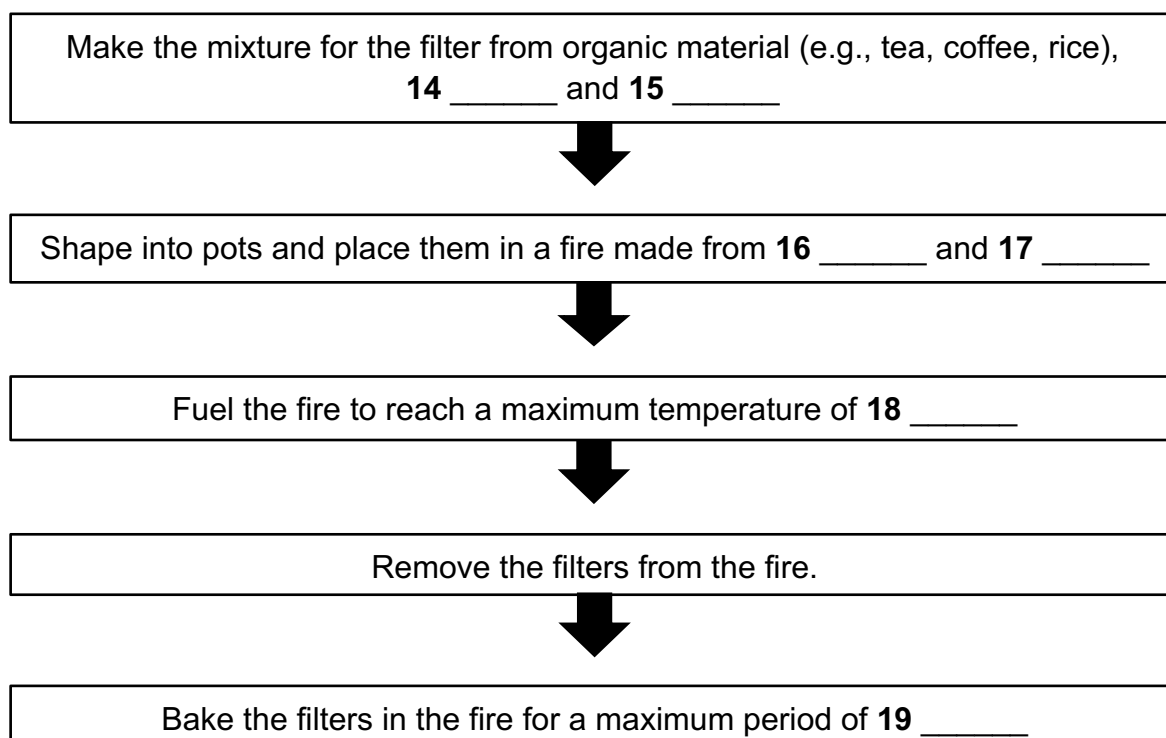 Make the mixture for the filter from organic material (e.g., tea, coffee, rice),
14 ______ and 15 ______
Shape into pots and place them in a fire made from 16 ______ and 17 ______
Fuel the fire to reach a maximum temperature of 18 ______
Remove the filters from the fire.
Bake the filters in the fire for a maximum period of 19 ______